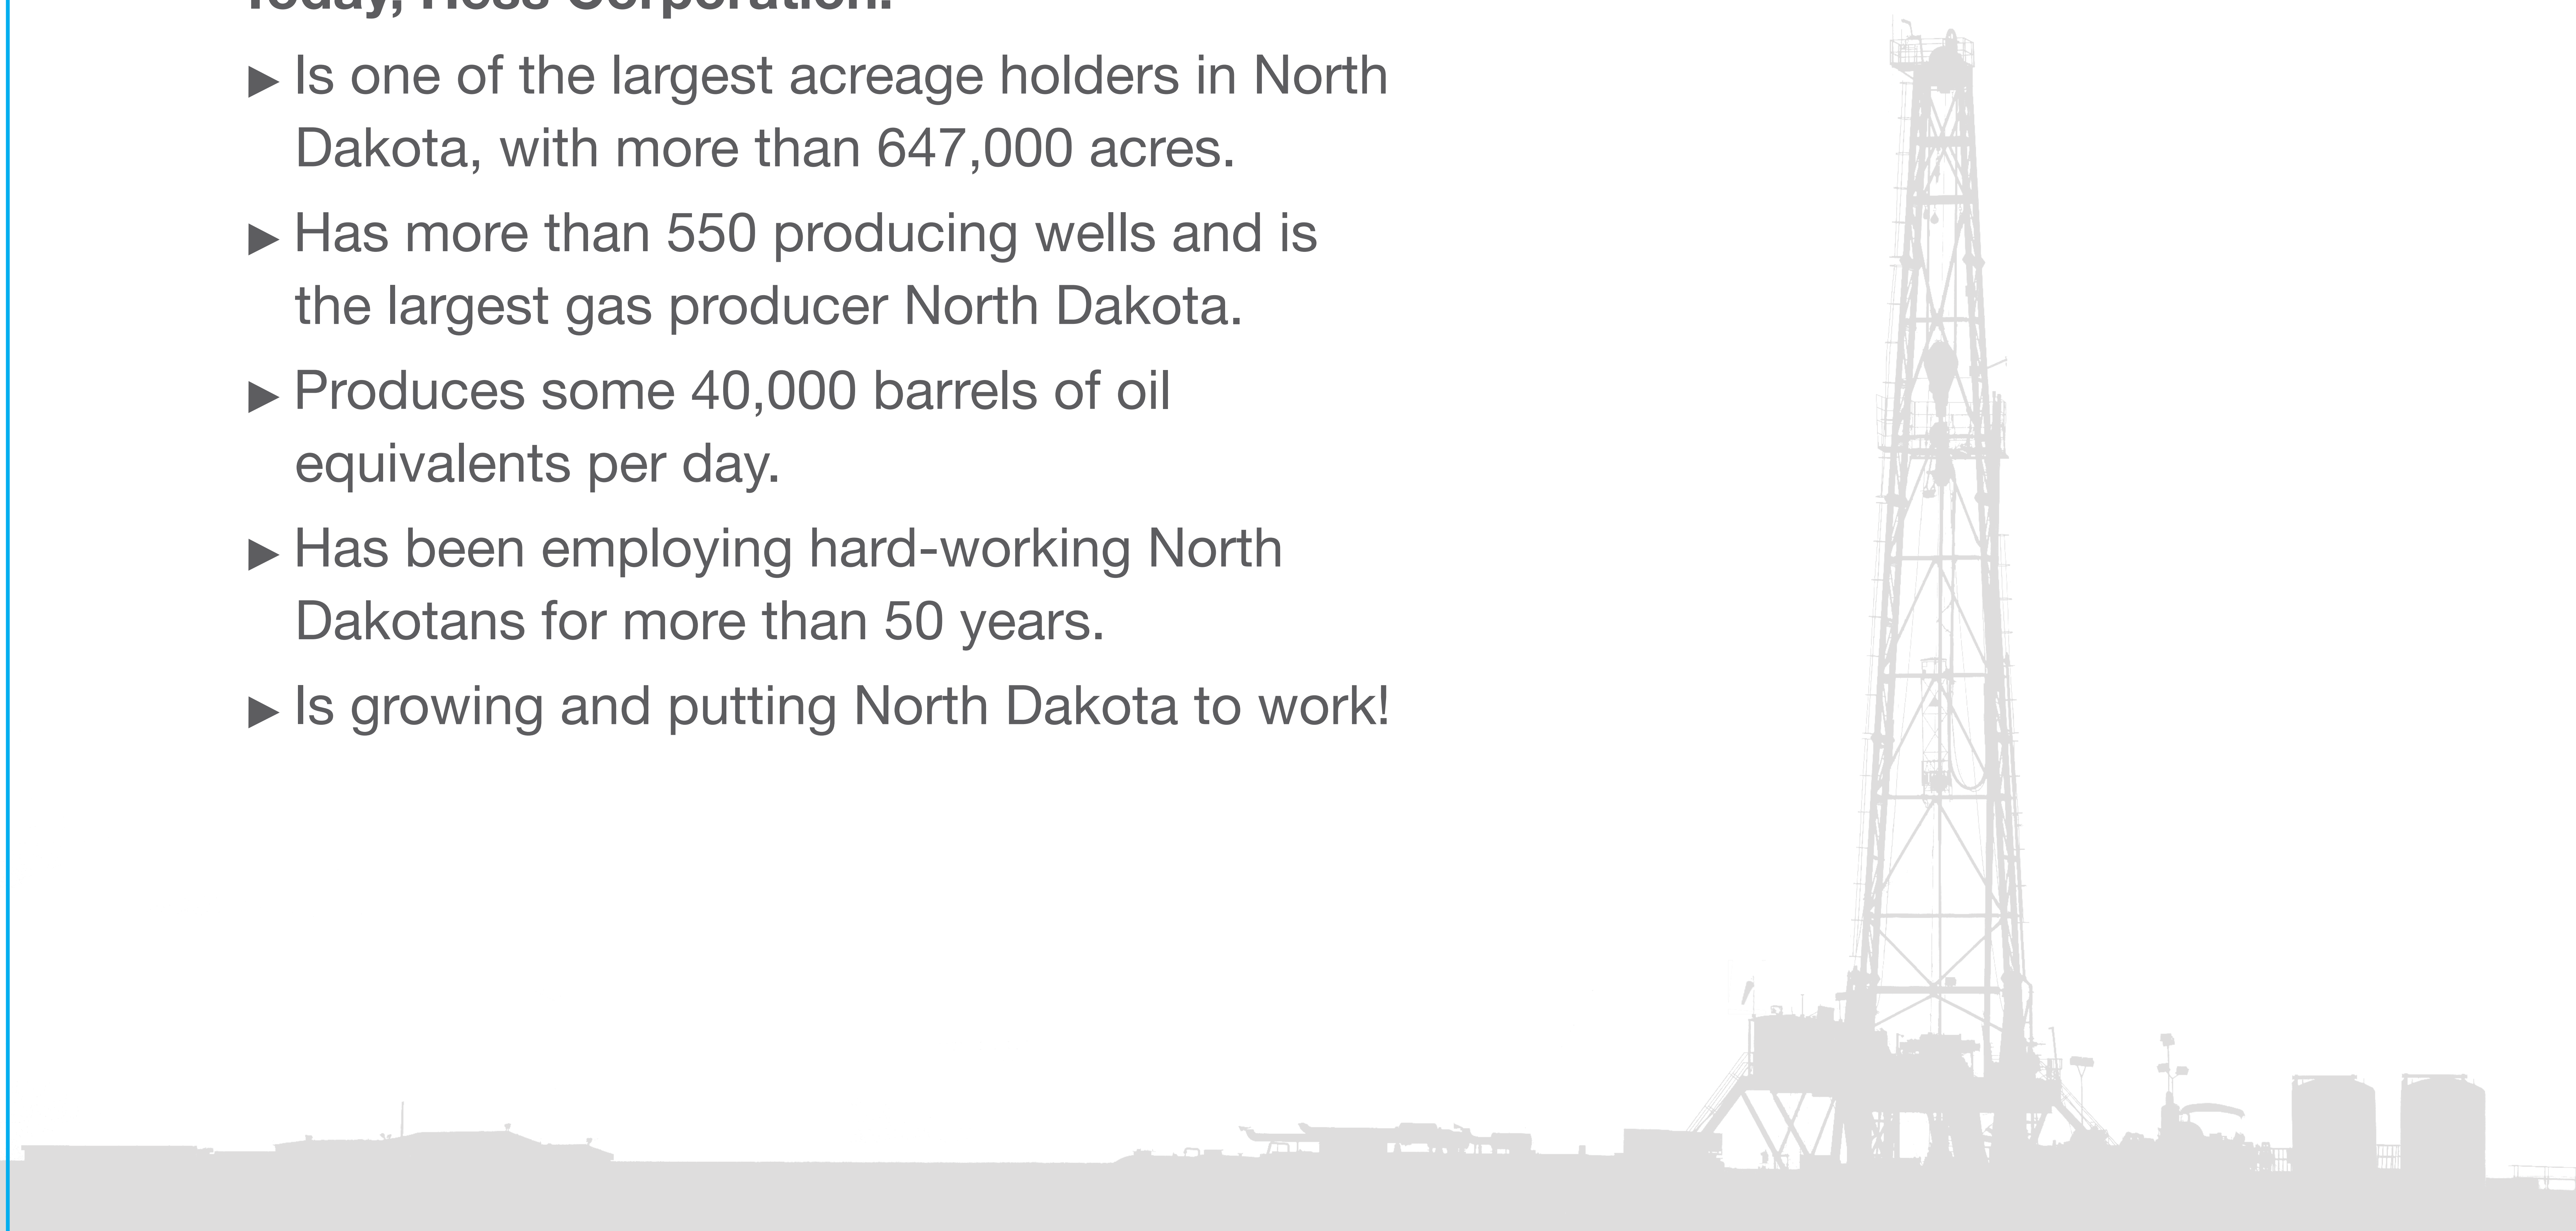 Today, Hess Corporation:
▶ Is one of the largest acreage holders in North
Dakota, with more than 647,000 acres.
▶ Has more than 550 producing wells and is
the largest gas producer North Dakota.
▶ Produces some 40,000 barrels of oil
equivalents per day.
▶ Has been employing hard-working North
Dakotans for more than 50 years.
▶ Is growing and putting North Dakota to work!